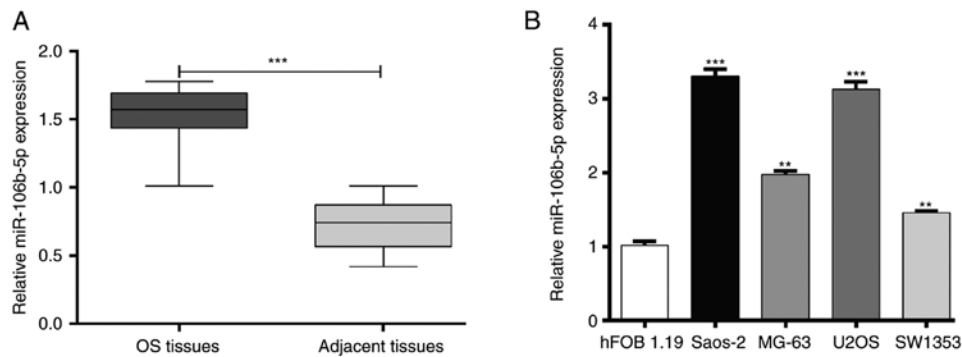 A
Relative miR-106b-5p expression
2.0
1.5
1.0
0.5
0.0
***
OS tissues
Adjacent tissues
B
Relative miR-106b-5p expression
4
3
2
1
0
***
**
***
**
hFOB 1.19
Saos-2
MG-63
U2OS
SW1353